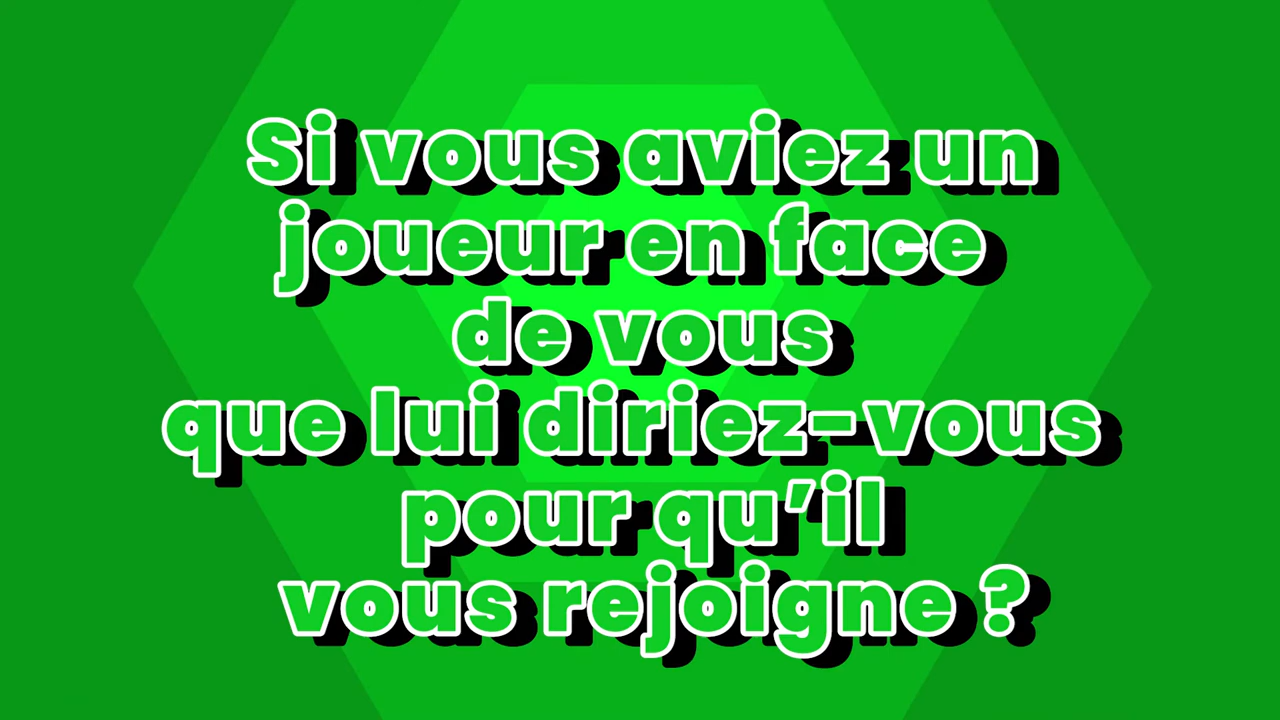 Si vous aviez un
joueur en face
de vous
que lui diriez-vous
pour qu’il
vous rejoigne ?